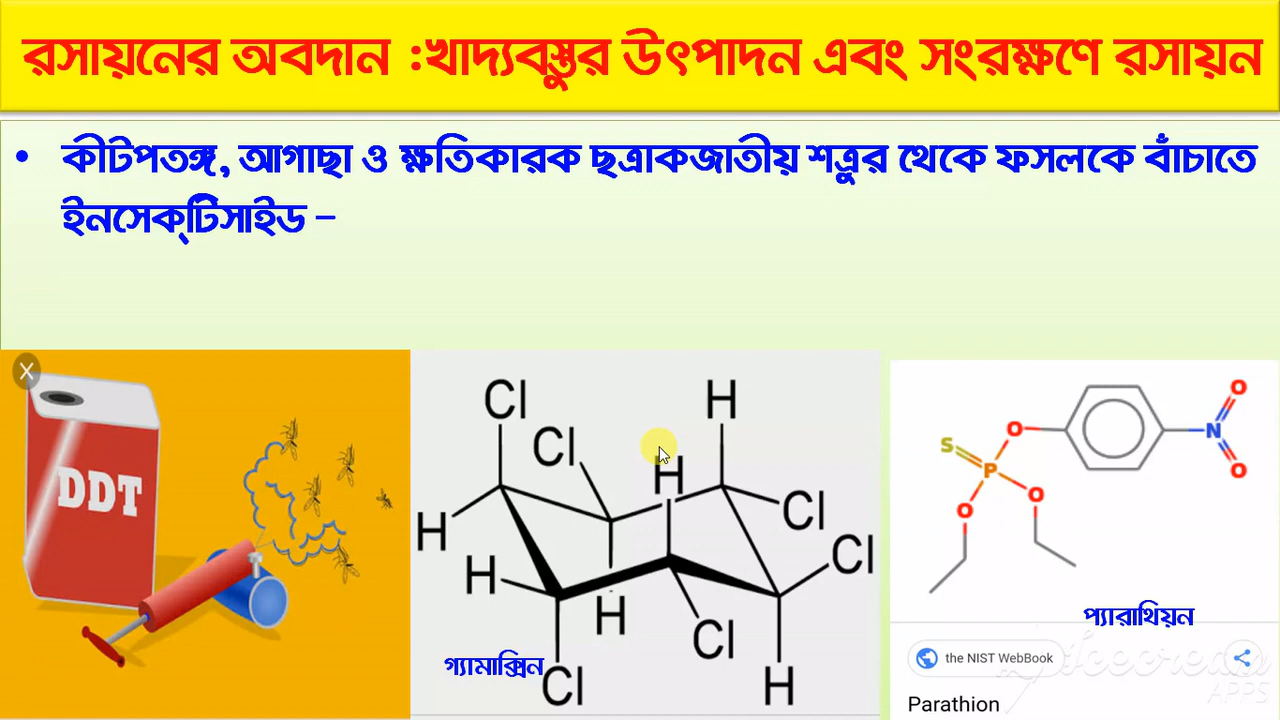 রসায়নের অবদান :খাদ্যবস্তুর উৎপাদন এবং সংরক্ষণে রসায়ন
• কীটপতঙ্গ, আগাছা ও ক্ষতিকারক ছত্রাকজাতীয় শত্রুর থেকে ফসলকে বাঁচাতে
ইনসেক্টিসাইড –
X
DDT
Cl
H
Cl
H
Cl
H
Cl
H
H
Cl
গ্যামাক্সিন
Cl
H
O
S
P
O
N
O
O
O
প্যারাথিয়ন
the NIST WebBook
Parathion
APPS